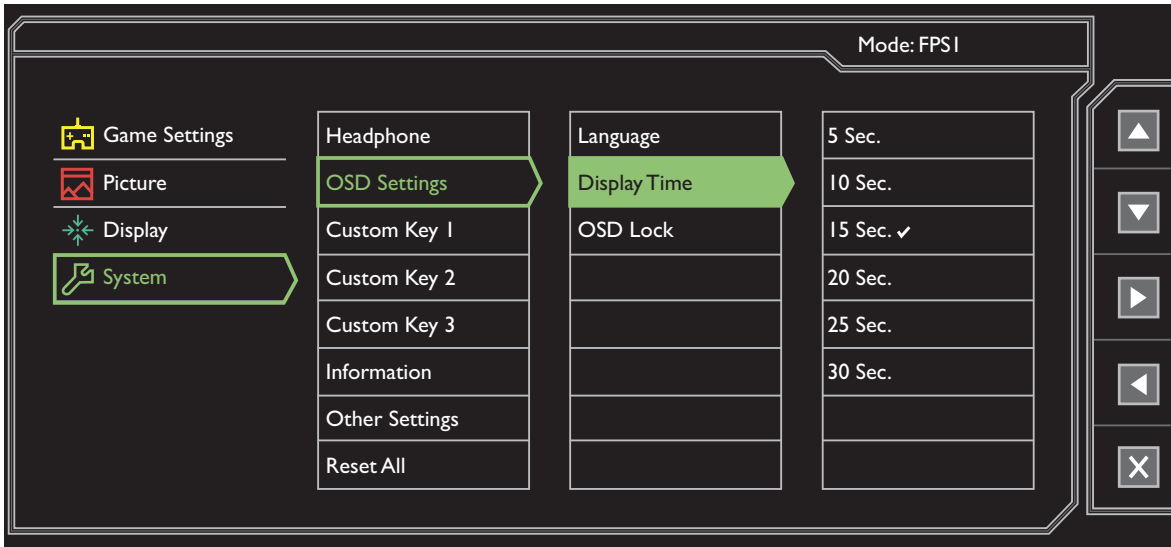 Mode: FPS1
Game Settings
Picture
Display
System
Headphone
OSD Settings
Custom Key 1
Custom Key 2
Custom Key 3
Information
Other Settings
Reset All
Language
Display Time
OSD Lock
5 Sec.
10 Sec.
15 Sec. ✓
20 Sec.
25 Sec.
30 Sec.
X